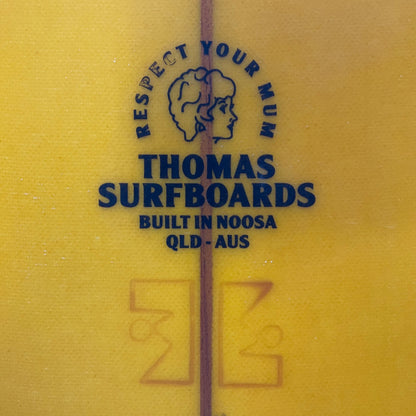 RESPECT YOUR MUM
THOMAS
SURFBOARDS
BUILT IN NOOSA
QLD - AUS